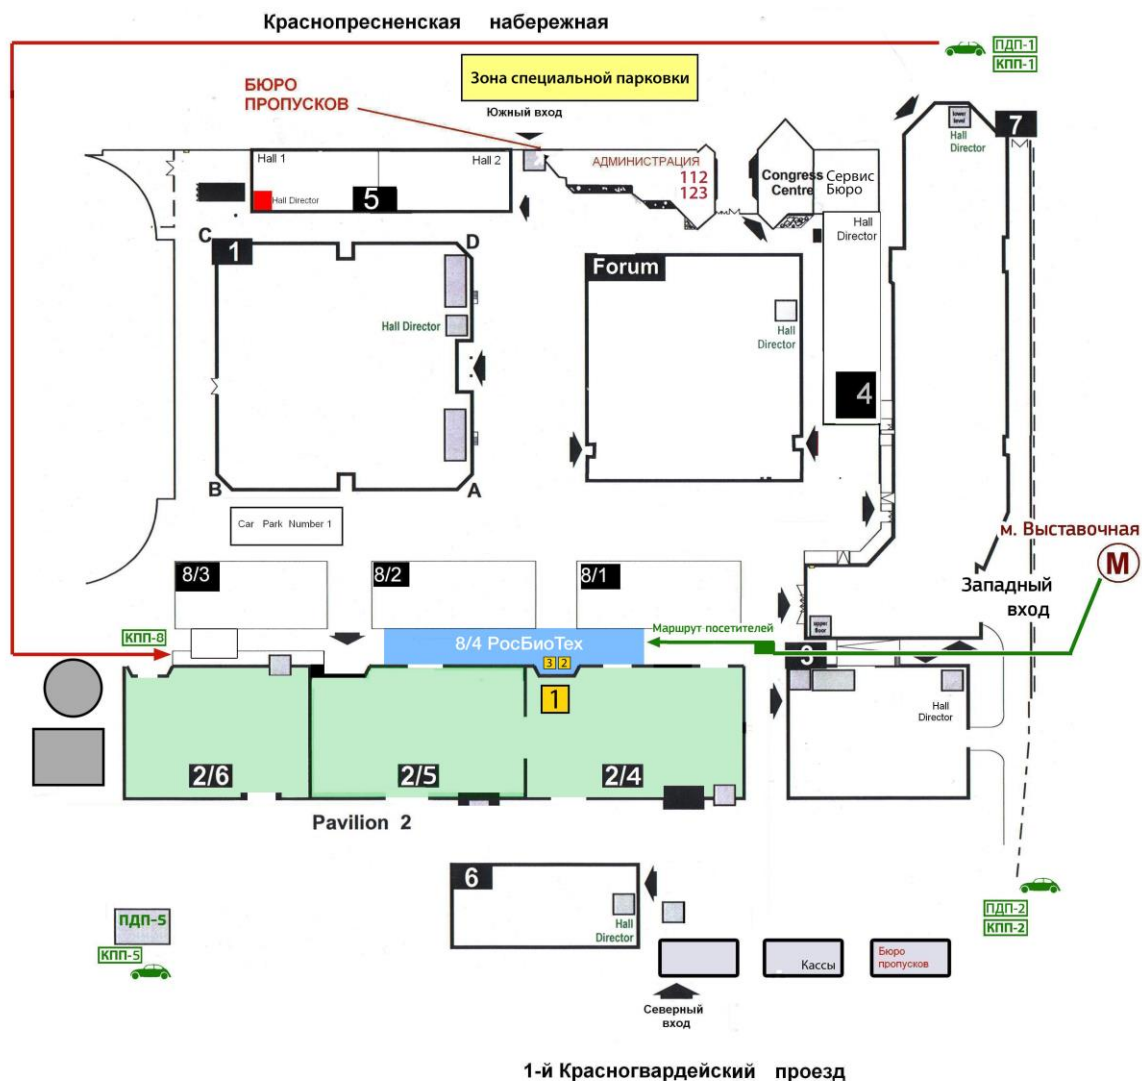 Краснопресненская набережная
ПДП-1
КПП-1
Зона специальной парковки
БЮРО
ПРОПУСКОВ
Южный вход
lower
level
Hall
Director
7
Hall 1
Hall 2
Hall Director
5
АДМИНИСТРАЦИЯ
112
123
Congress
Centre
Сервис
Бюро
Hall
Director
C
D
1
Hall Director
Forum
Hall
Director
4
B
A
Car Park Number 1
м. Выставочная
М
8/3
8/2
8/1
Западный
вход
upper
floor
КПП-8
8/4 РосБиоТех
Маршрут посетителей
3
2
1
3
Hall
Director
2/6
2/5
2/4
Pavilion 2
6
Hall
Director
ПДП-5
КПП-5
ПДП-2
КПП-2
Кассы
Бюро
пропусков
Северный
вход
1-й Красногвардейский проезд